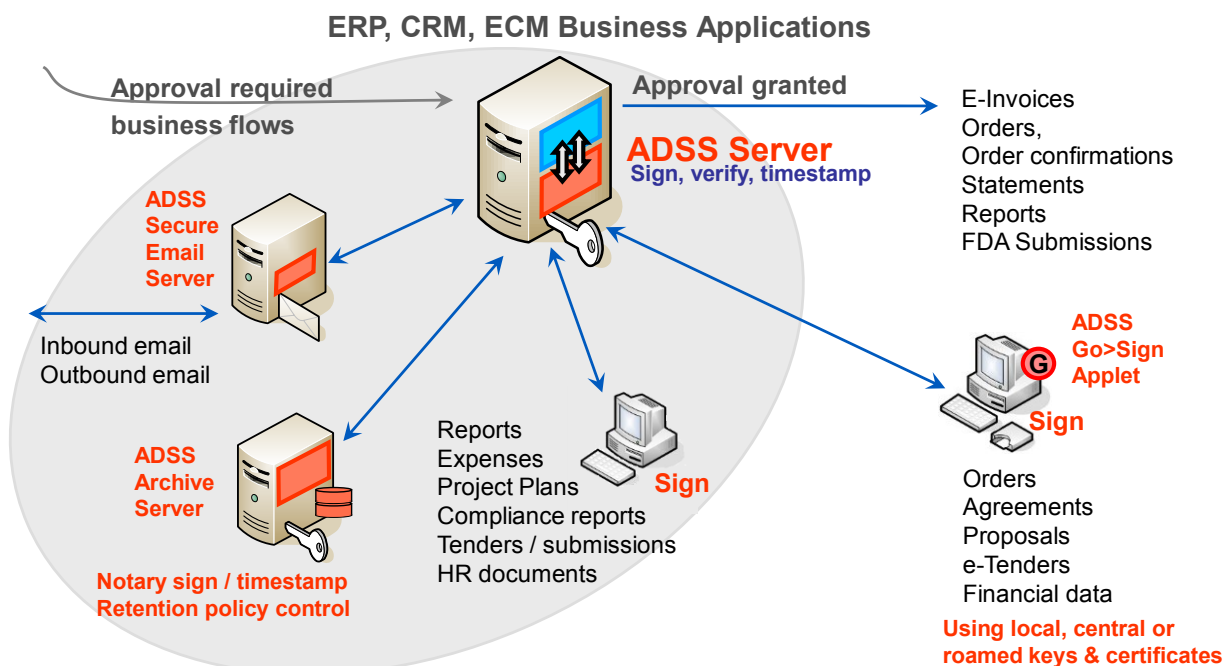 ERP, CRM, ECM Business Applications
Approval required
business flows
Approval granted
ADSS Server
Sign, verify, timestamp
E-Invoices
Orders,
Order confirmations
Statements
Reports
FDA Submissions
ADSS
Secure
Email
Server
Inbound email
Outbound email
ADSS
Go>Sign
Applet
G
Sign
ADSS
Archive
Server
Notary sign / timestamp
Retention policy control
Reports
Expenses
Project Plans
Compliance reports
Tenders / submissions
HR documents
Sign
Orders
Agreements
Proposals
e-Tenders
Financial data
Using local, central or
roamed keys & certificates